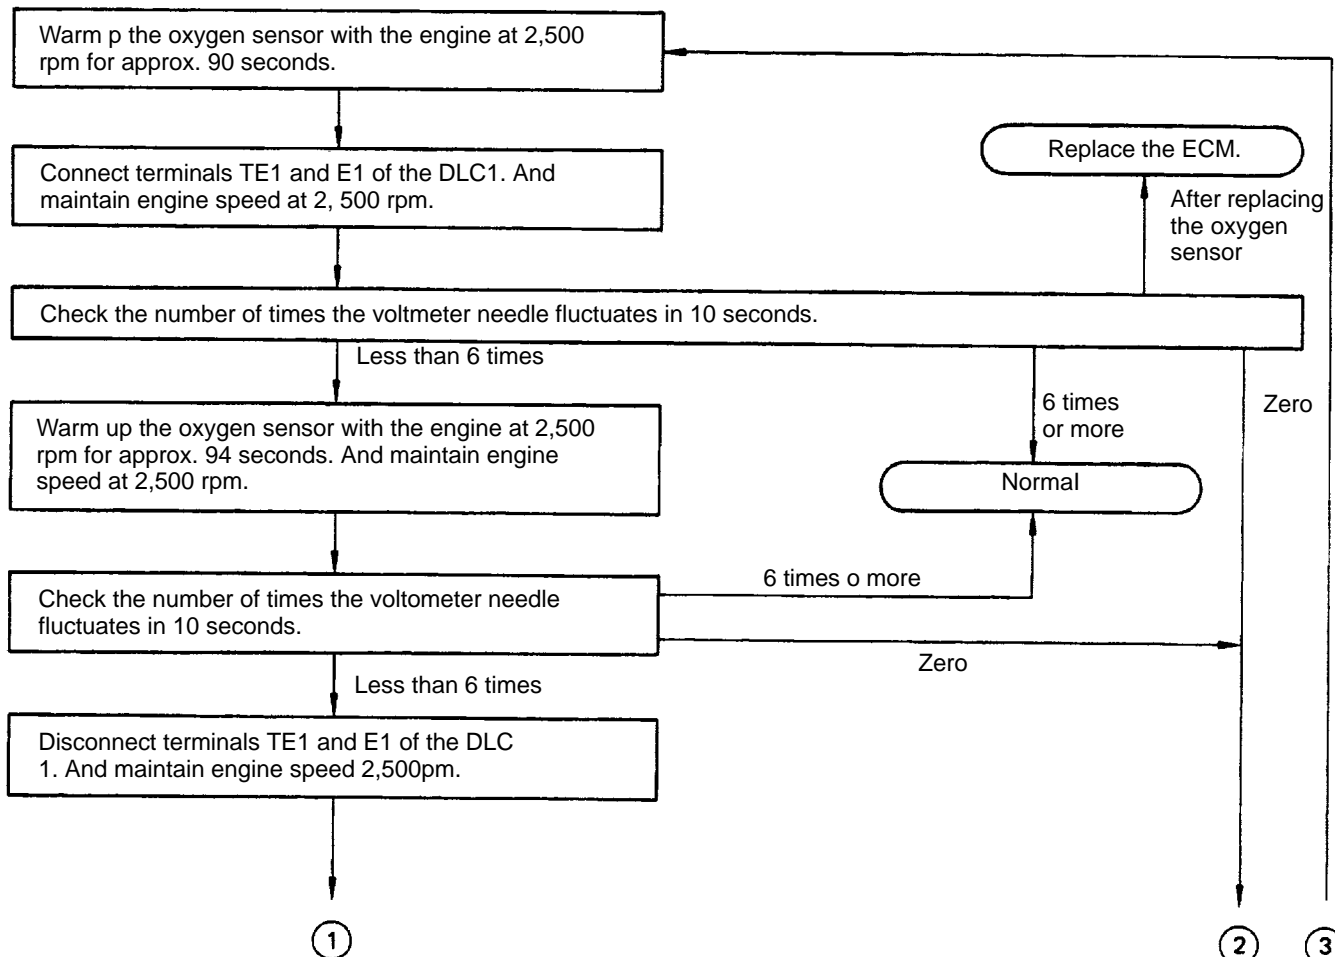 Warm p the oxygen sensor with the engine at 2,500
rpm for approx. 90 seconds.
Connect terminals TE1 and E1 of the DLC1. And
maintain engine speed at 2, 500 rpm.
Replace the ECM.
After replacing
the oxygen
sensor
Check the number of times the voltmeter needle fluctuates in 10 seconds.
Less than 6 times
6 times
or more
Zero
Warm up the oxygen sensor with the engine at 2,500
rpm for approx. 94 seconds. And maintain engine
speed at 2,500 rpm.
Normal
Check the number of times the voltometer needle
fluctuates in 10 seconds.
6 times o more
Zero
Less than 6 times
Disconnect terminals TE1 and E1 of the DLC
1. And maintain engine speed 2,500pm.
1
2
3